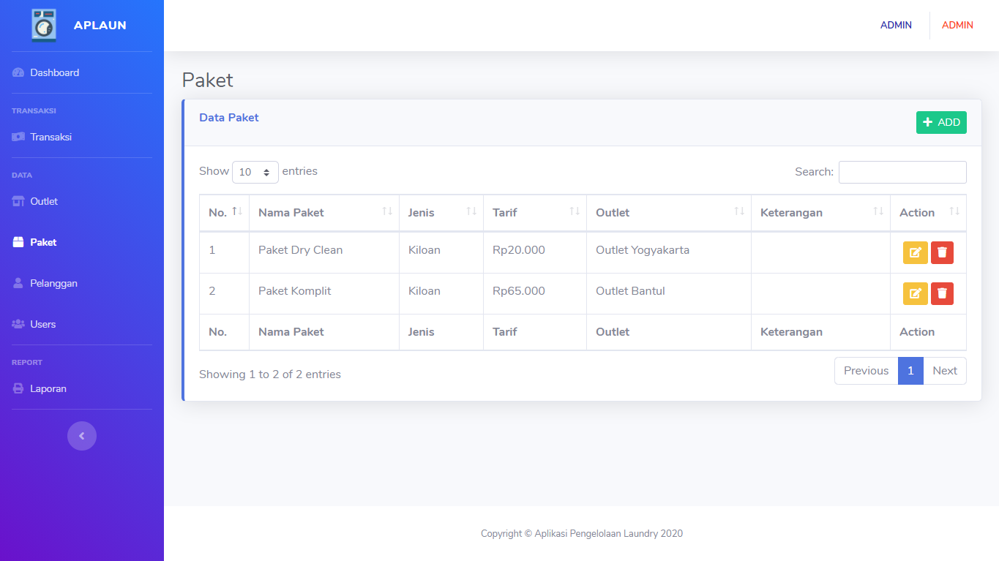 APLAUN
ADMIN ADMIN
Dashboard
TRANSAKSI
Transaksi
DATA
Outlet
Paket
Pelanggan
Users
REPORT
Laporan
Paket
Data Paket
ADD
Show 10 entries
Search:
No. Nama Paket Jenis Tarif Outlet Keterangan Action
1 Paket Dry Clean Kiloan Rp20.000 Outlet Yogyakarta
2 Paket Komplit Kiloan Rp65.000 Outlet Bantul
No. Nama Paket Jenis Tarif Outlet Keterangan Action
Showing 1 to 2 of 2 entries
Previous 1 Next
Copyright © Aplikasi Pengelolaan Laundry 2020